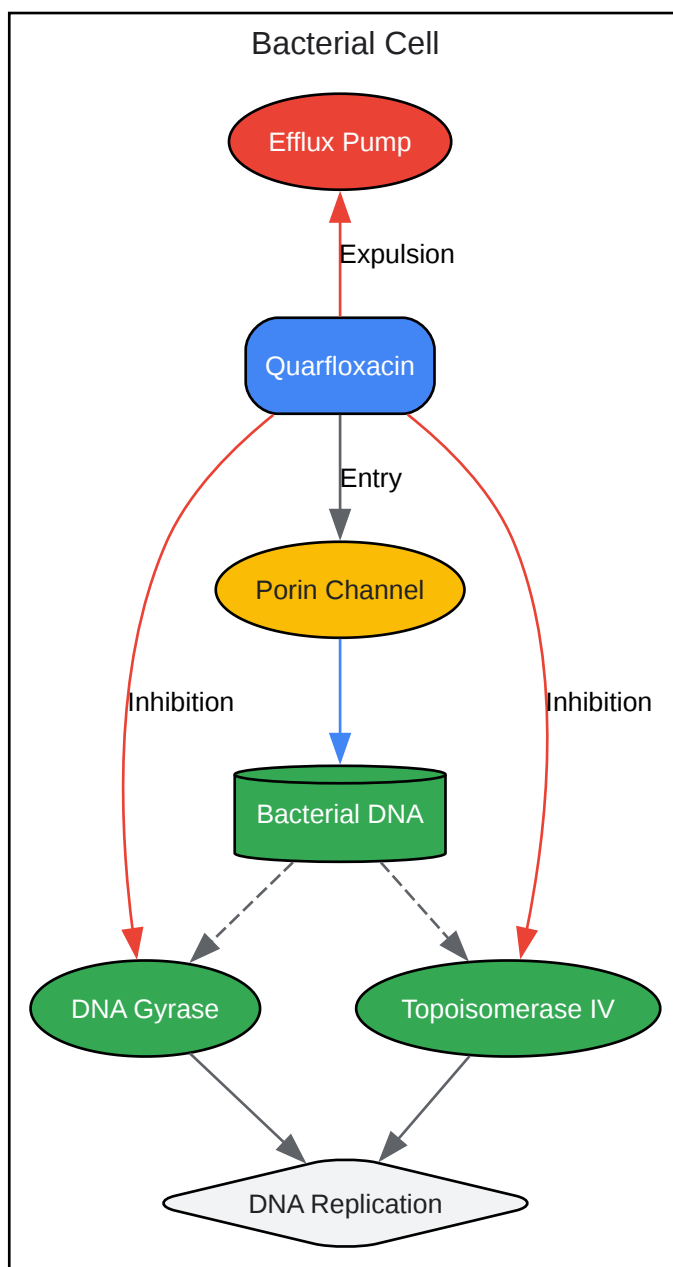 Bacterial Cell
Efflux Pump
Expulsion
Quarfloxacin
Entry
Porin Channel
Inhibition
Inhibition
Bacterial DNA
DNA Gyrase
Topoisomerase IV
DNA Replication